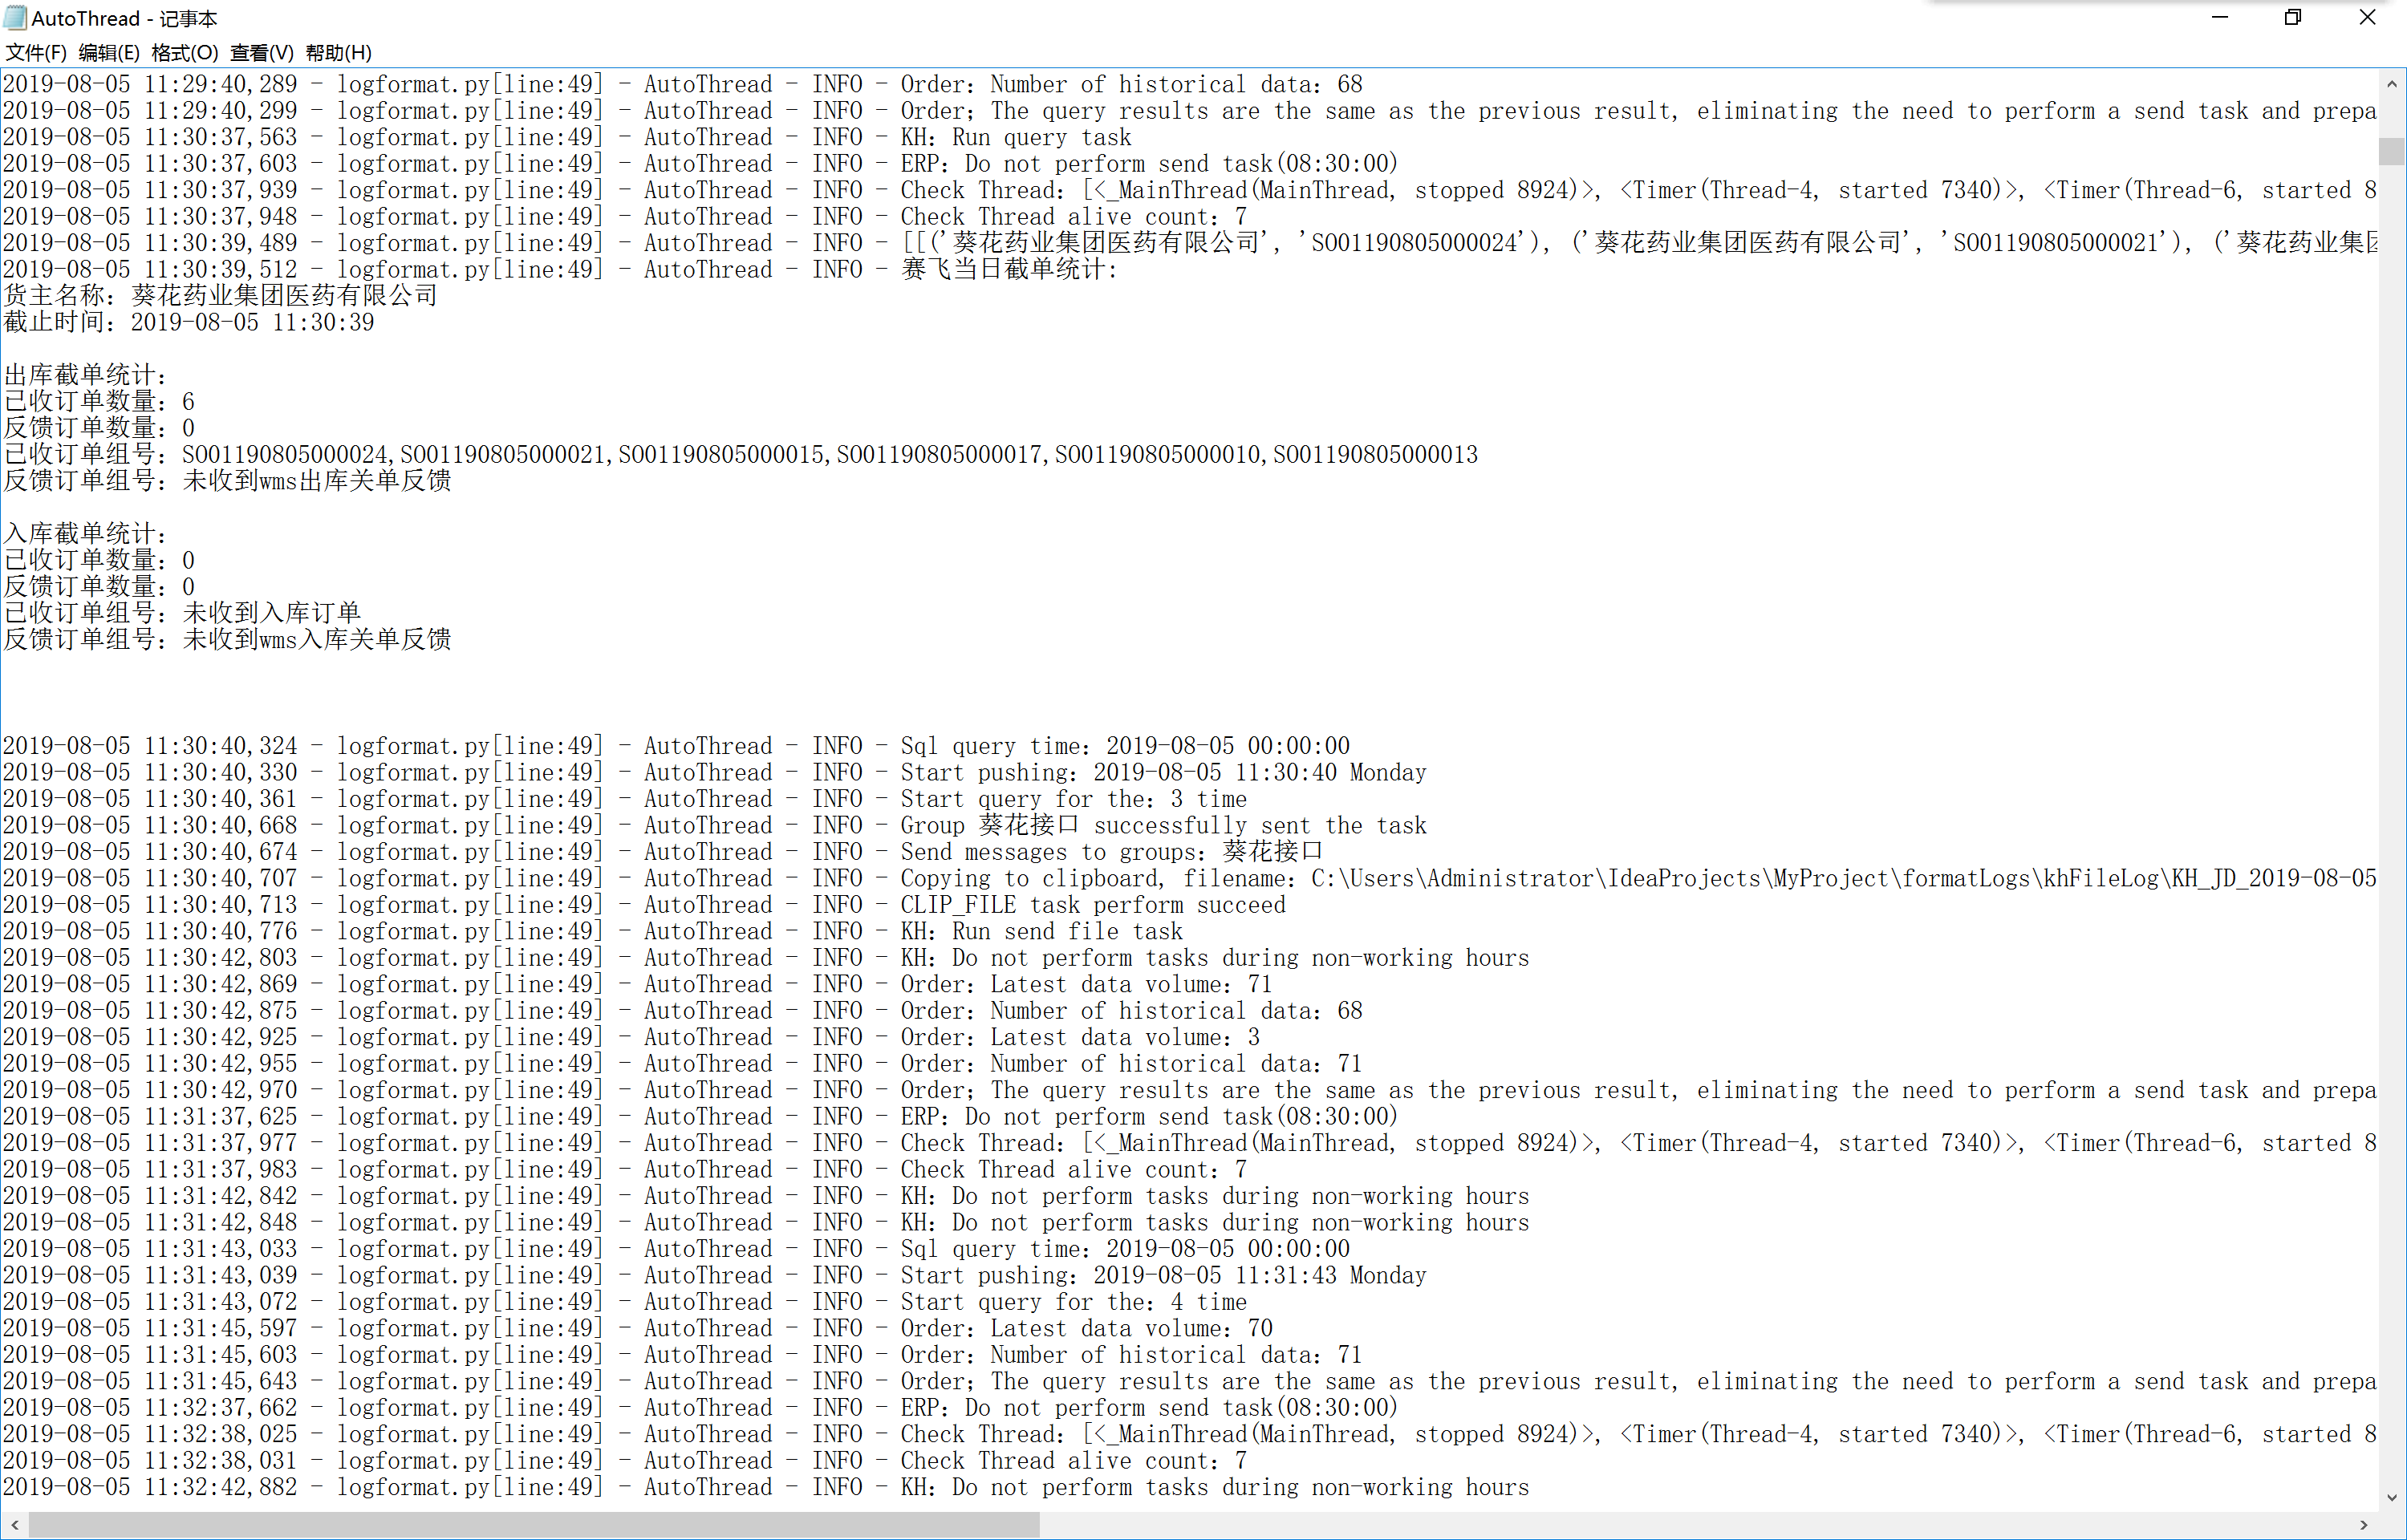 AutoThread - 记事本
文件(F) 编辑(E) 格式(O) 查看(V) 帮助(H)
2019-08-05 11:29:40,289 - logformat.py[line:49] - AutoThread - INFO - Order：Number of historical data：68
2019-08-05 11:29:40,299 - logformat.py[line:49] - AutoThread - INFO - Order；The query results are the same as the previous result, eliminating the need to perform a send task and prepa
2019-08-05 11:30:37,563 - logformat.py[line:49] - AutoThread - INFO - KH：Run query task
2019-08-05 11:30:37,603 - logformat.py[line:49] - AutoThread - INFO - ERP：Do not perform send task(08:30:00)
2019-08-05 11:30:37,939 - logformat.py[line:49] - AutoThread - INFO - Check Thread：[<_MainThread(MainThread, stopped 8924)>, <Timer(Thread-4, started 7340)>, <Timer(Thread-6, started 8
2019-08-05 11:30:37,948 - logformat.py[line:49] - AutoThread - INFO - Check Thread alive count：7
2019-08-05 11:30:39,489 - logformat.py[line:49] - AutoThread - INFO - [[('葵花药业集团医药有限公司', 'SO01190805000024'), ('葵花药业集团医药有限公司', 'SO01190805000021'), ('葵花药业集团
2019-08-05 11:30:39,512 - logformat.py[line:49] - AutoThread - INFO - 赛飞当日截单统计:
货主名称：葵花药业集团医药有限公司
截止时间：2019-08-05 11:30:39
出库截单统计：
已收订单数量：6
反馈订单数量：0
已收订单组号：SO01190805000024,SO01190805000021,SO01190805000015,SO01190805000017,SO01190805000010,SO01190805000013
反馈订单组号：未收到wms出库关单反馈
入库截单统计：
已收订单数量：0
反馈订单数量：0
已收订单组号：未收到入库订单
反馈订单组号：未收到wms入库关单反馈
2019-08-05 11:30:40,324 - logformat.py[line:49] - AutoThread - INFO - Sql query time：2019-08-05 00:00:00
2019-08-05 11:30:40,330 - logformat.py[line:49] - AutoThread - INFO - Start pushing：2019-08-05 11:30:40 Monday
2019-08-05 11:30:40,361 - logformat.py[line:49] - AutoThread - INFO - Start query for the：3 time
2019-08-05 11:30:40,668 - logformat.py[line:49] - AutoThread - INFO - Group 葵花接口 successfully sent the task
2019-08-05 11:30:40,674 - logformat.py[line:49] - AutoThread - INFO - Send messages to groups：葵花接口
2019-08-05 11:30:40,707 - logformat.py[line:49] - AutoThread - INFO - Copying to clipboard, filename：C:\Users\Administrator\IdeaProjects\MyProject\formatLogs\khFileLog\KH_JD_2019-08-05
2019-08-05 11:30:40,713 - logformat.py[line:49] - AutoThread - INFO - CLIP_FILE task perform succeed
2019-08-05 11:30:40,776 - logformat.py[line:49] - AutoThread - INFO - KH：Run send file task
2019-08-05 11:30:42,803 - logformat.py[line:49] - AutoThread - INFO - KH：Do not perform tasks during non-working hours
2019-08-05 11:30:42,869 - logformat.py[line:49] - AutoThread - INFO - Order：Latest data volume：71
2019-08-05 11:30:42,875 - logformat.py[line:49] - AutoThread - INFO - Order：Number of historical data：68
2019-08-05 11:30:42,925 - logformat.py[line:49] - AutoThread - INFO - Order：Latest data volume：3
2019-08-05 11:30:42,955 - logformat.py[line:49] - AutoThread - INFO - Order：Number of historical data：71
2019-08-05 11:30:42,970 - logformat.py[line:49] - AutoThread - INFO - Order；The query results are the same as the previous result, eliminating the need to perform a send task and prepa
2019-08-05 11:31:37,625 - logformat.py[line:49] - AutoThread - INFO - ERP：Do not perform send task(08:30:00)
2019-08-05 11:31:37,977 - logformat.py[line:49] - AutoThread - INFO - Check Thread：[<_MainThread(MainThread, stopped 8924)>, <Timer(Thread-4, started 7340)>, <Timer(Thread-6, started 8
2019-08-05 11:31:37,983 - logformat.py[line:49] - AutoThread - INFO - Check Thread alive count：7
2019-08-05 11:31:42,842 - logformat.py[line:49] - AutoThread - INFO - KH：Do not perform tasks during non-working hours
2019-08-05 11:31:42,848 - logformat.py[line:49] - AutoThread - INFO - KH：Do not perform tasks during non-working hours
2019-08-05 11:31:43,033 - logformat.py[line:49] - AutoThread - INFO - Sql query time：2019-08-05 00:00:00
2019-08-05 11:31:43,039 - logformat.py[line:49] - AutoThread - INFO - Start pushing：2019-08-05 11:31:43 Monday
2019-08-05 11:31:43,072 - logformat.py[line:49] - AutoThread - INFO - Start query for the：4 time
2019-08-05 11:31:45,597 - logformat.py[line:49] - AutoThread - INFO - Order：Latest data volume：70
2019-08-05 11:31:45,603 - logformat.py[line:49] - AutoThread - INFO - Order：Number of historical data：71
2019-08-05 11:31:45,643 - logformat.py[line:49] - AutoThread - INFO - Order；The query results are the same as the previous result, eliminating the need to perform a send task and prepa
2019-08-05 11:32:37,662 - logformat.py[line:49] - AutoThread - INFO - ERP：Do not perform send task(08:30:00)
2019-08-05 11:32:38,025 - logformat.py[line:49] - AutoThread - INFO - Check Thread：[<_MainThread(MainThread, stopped 8924)>, <Timer(Thread-4, started 7340)>, <Timer(Thread-6, started 8
2019-08-05 11:32:38,031 - logformat.py[line:49] - AutoThread - INFO - Check Thread alive count：7
2019-08-05 11:32:42,882 - logformat.py[line:49] - AutoThread - INFO - KH：Do not perform tasks during non-working hours